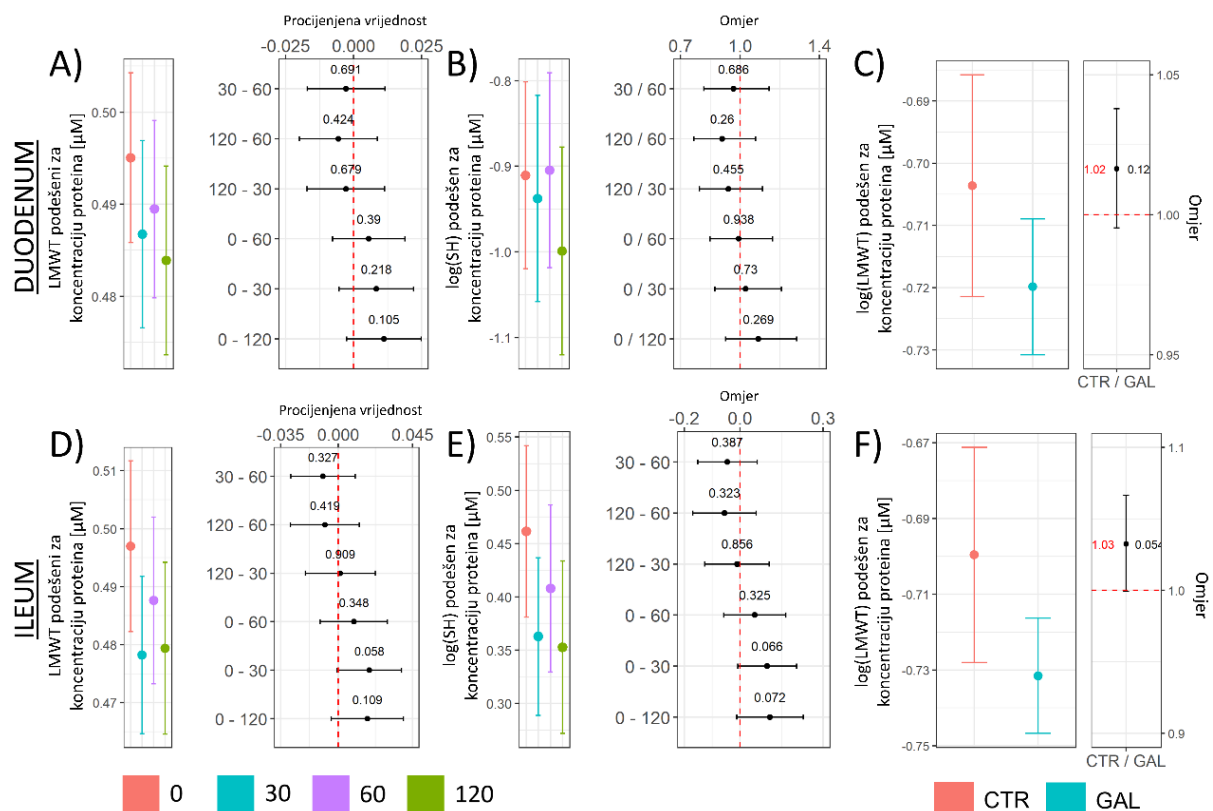 DUODENUM
A)
LMWT podešeni za
koncentraciju proteina [µM]
0.50
0.49
0.48
Procijenjena vrijednost
-0.025 0.000 0.025
30 - 60
120 - 60
120 - 30
0 - 60
0 - 30
0 - 120
0.691
0.424
0.679
0.39
0.218
0.105
B)
log(SH) podešen za
koncentraciju proteina [µM]
-0.8
-0.9
-1.0
-1.1
Omjer
0.7 1.0 1.4
30 / 60
120 / 60
120 / 30
0 / 60
0 / 30
0 / 120
0.686
0.26
0.455
0.938
0.73
0.269
C)
log(LMWT) podešen za
koncentraciju proteina [µM]
-0.69
-0.70
-0.71
-0.72
-0.73
1.02 0.12
1.05
1.00
0.95
Omjer
CTR / GAL
ILEUM
D)
LMWT podešeni za
koncentraciju proteina [µM]
0.51
0.50
0.49
0.48
0.47
Procijenjena vrijednost
-0.035 0.000 0.045
30 - 60
120 - 60
120 - 30
0 - 60
0 - 30
0 - 120
0.327
0.419
0.909
0.348
0.058
0.109
E)
log(SH) podešen za
koncentraciju proteina [µM]
0.55
0.50
0.45
0.40
0.35
0.30
Omjer
-0.2 0.0 0.3
30 - 60
120 - 60
120 - 30
0 - 60
0 - 30
0 - 120
0.387
0.323
0.856
0.325
0.066
0.072
F)
log(LMWT) podešen za
koncentraciju proteina [µM]
-0.67
-0.69
-0.71
-0.73
-0.75
1.03 0.054
1.1
1.0
0.9
Omjer
CTR / GAL
0 30 60 120
CTR GAL